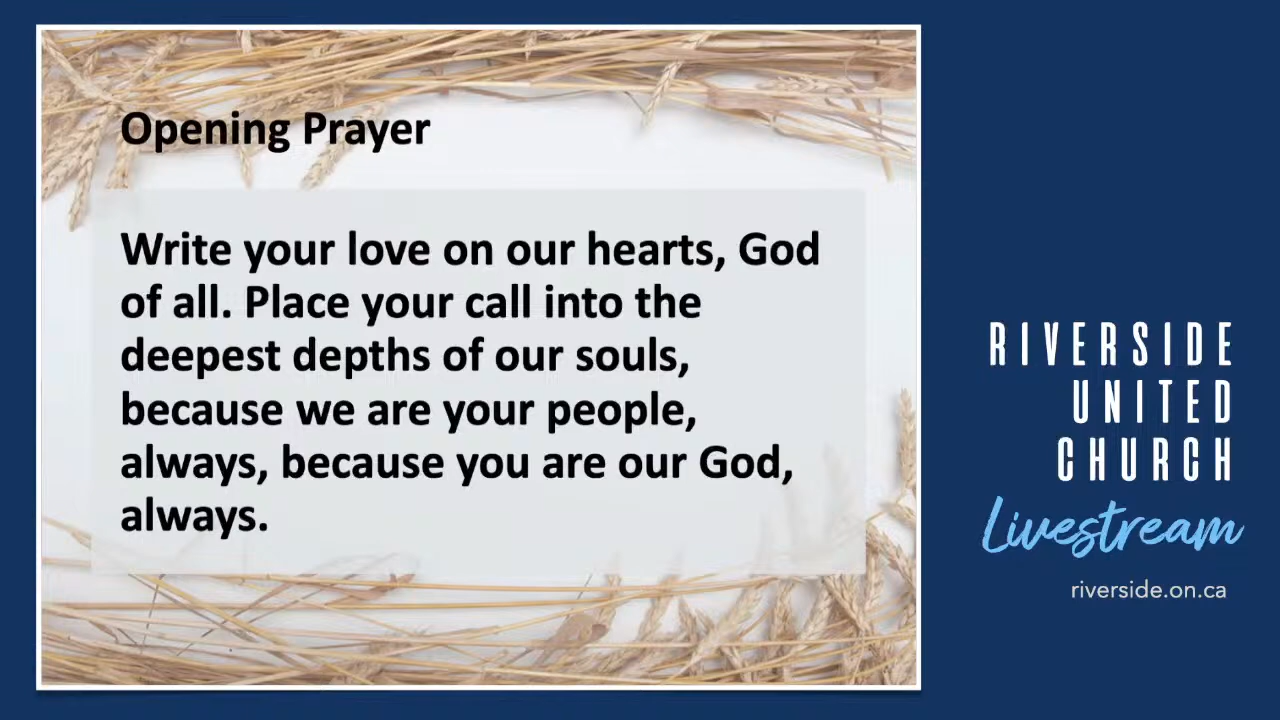 Opening Prayer
Write your love on our hearts, God
of all. Place your call into the
deepest depths of our souls,
because we are your people,
always, because you are our God,
always.
RIVERSIDE
UNITED
CHURCH
Livestream
riverside.on.ca